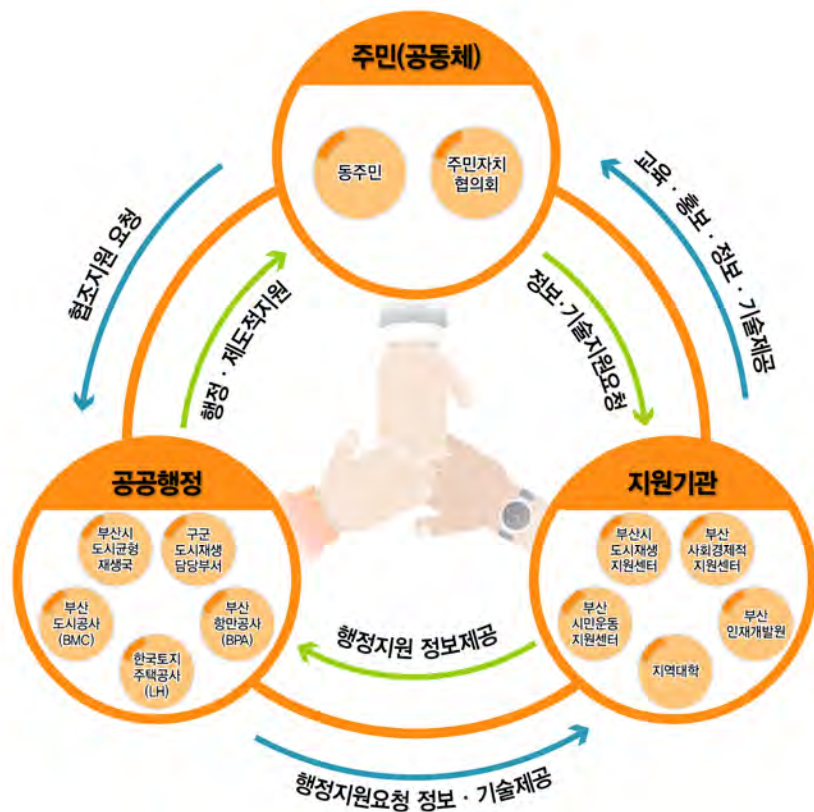 주민(공동체)
동주민
주민자치
협의회
협조지원 요청
행정 · 제도적지원
정보·기술지원요청
교육 · 홍보 · 정보 · 기술제공
공공행정
부산시
도시균형
재생국
구군
도시재생
담당부서
부산
도시공사
(BMC)
부산
항만공사
(BPA)
한국토지
주택공사
(LH)
지원기관
부산시
도시재생
지원센터
부산
사회경제적
지원센터
부산
시민운동
지원센터
부산
인재개발원
지역대학
행정지원 정보제공
행정지원요청 정보 · 기술제공